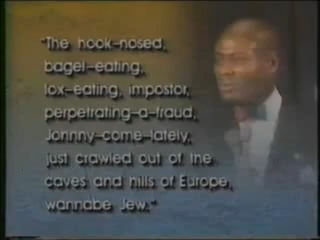 "The hook-nosed,
bagel-eating,
lox-eating, impostor,
perpetrating-a-fraud,
Johnny-come-lately,
just crawled out of the
caves and hills of Europe,
wannabe Jew."